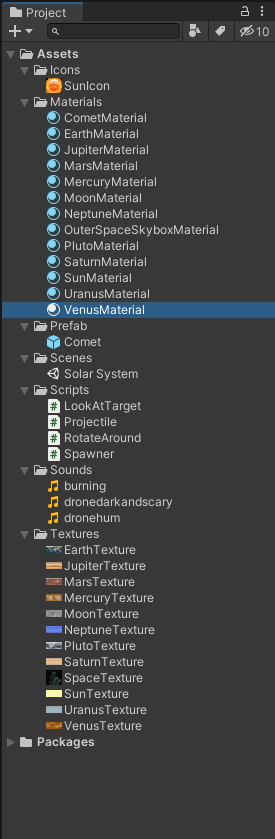 Project
10
Assets
Icons
SunIcon
Materials
CometMaterial
EarthMaterial
JupiterMaterial
MarsMaterial
MercuryMaterial
MoonMaterial
NeptuneMaterial
OuterSpaceSkyboxMaterial
PlutoMaterial
SaturnMaterial
SunMaterial
UranusMaterial
VenusMaterial
Prefab
Comet
Scenes
Solar System
Scripts
# LookAtTarget
# Projectile
# RotateAround
# Spawner
Sounds
burning
dronedarkandscary
dronehum
Textures
EarthTexture
JupiterTexture
MarsTexture
MercuryTexture
MoonTexture
NeptuneTexture
PlutoTexture
SaturnTexture
SpaceTexture
SunTexture
UranusTexture
VenusTexture
Packages